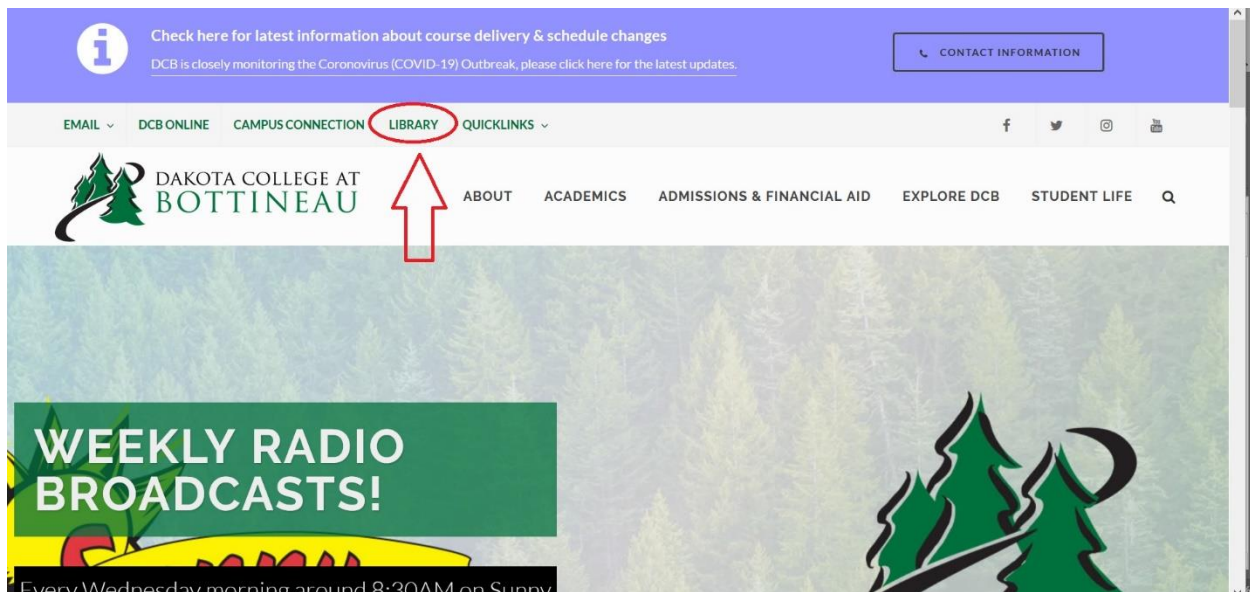 Check here for latest information about course delivery & schedule changes
DCB is closely monitoring the Coronovirus (COVID-19) Outbreak, please click here for the latest updates.
CONTACT INFORMATION
EMAIL DCB ONLINE CAMPUS CONNECTION LIBRARY QUICKLINKS
DAKOTA COLLEGE AT
BOTTINEAU
ABOUT ACADEMICS ADMISSIONS & FINANCIAL AID EXPLORE DCB STUDENT LIFE
WEEKLY RADIO
BROADCASTS!
Every Wednesday morning around 8:30AM on Sunny